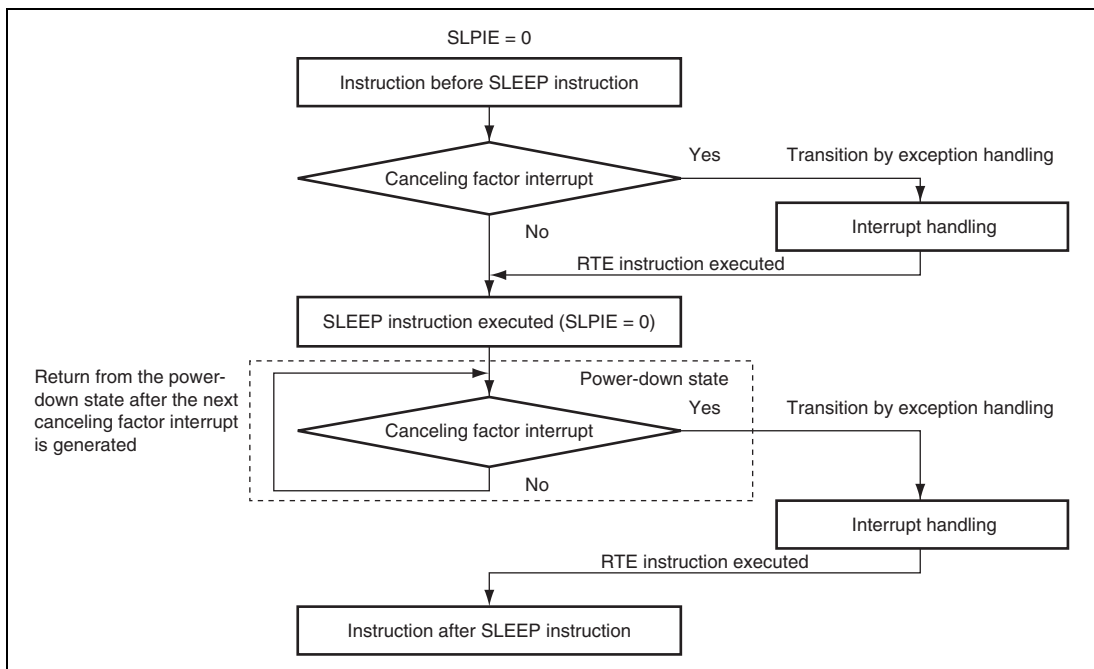 SLPIE = 0
Instruction before SLEEP instruction
Yes
Transition by exception handling
Canceling factor interrupt
Interrupt handling
No
RTE instruction executed
SLEEP instruction executed (SLPIE = 0)
Return from the power-
down state after the next
canceling factor interrupt
is generated
Power-down state
Yes
Transition by exception handling
Canceling factor interrupt
No
Interrupt handling
RTE instruction executed
Instruction after SLEEP instruction